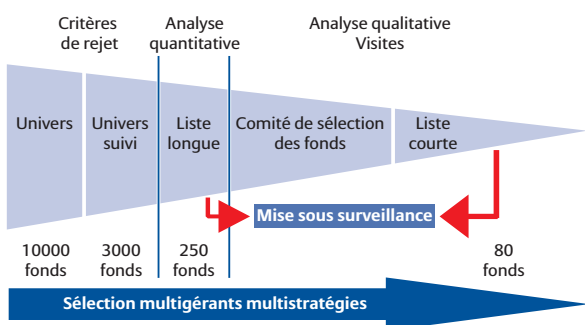 Critères
de rejet
Analyse
quantitative
Analyse qualitative
Visites
Univers
Univers
suivi
Liste
longue
Comité de sélection
des fonds
Liste
courte
Mise sous surveillance
10000
fonds
3000
fonds
250
fonds
80
fonds
Sélection multigérants multistratégies